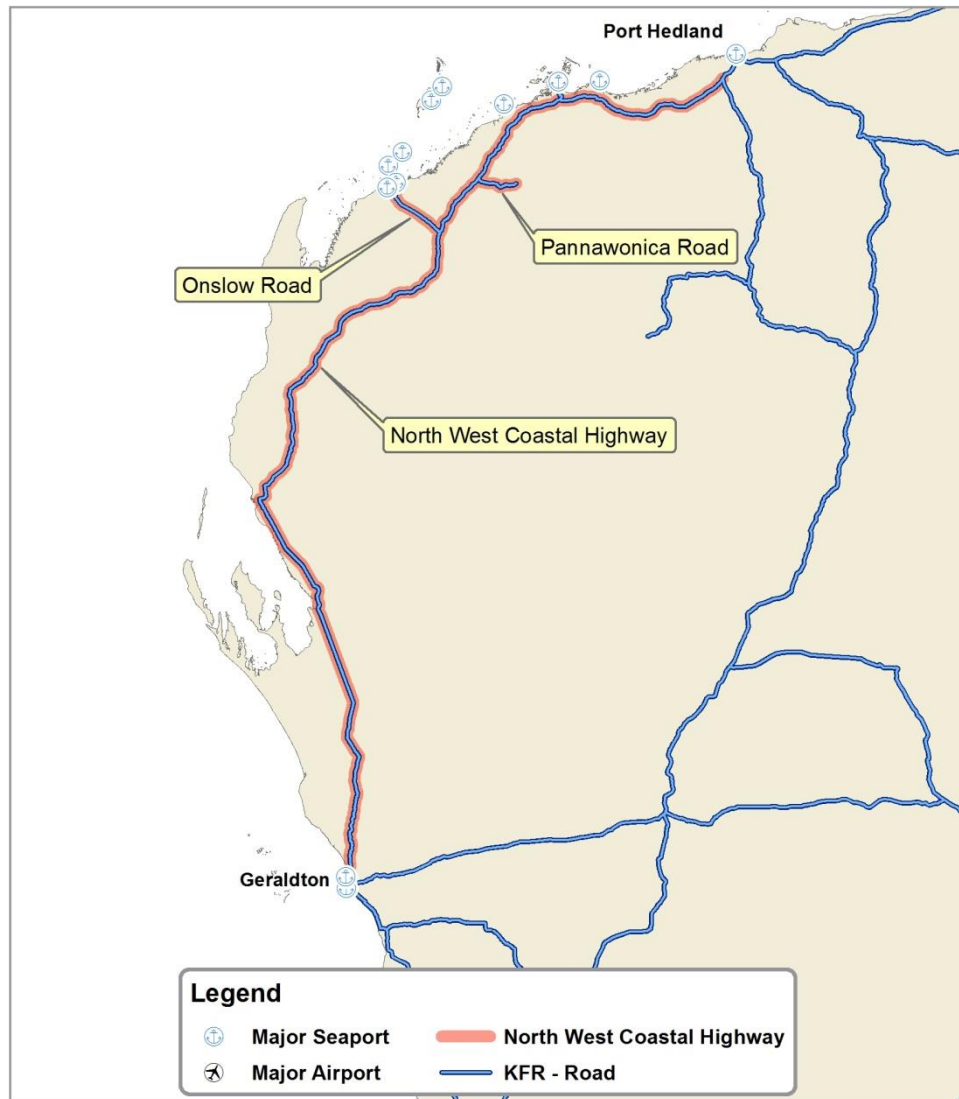 Port Hedland
Pannawonica Road
Onslow Road
North West Coastal Highway
Geraldton
Legend
Major Seaport
North West Coastal Highway
Major Airport
KFR - Road